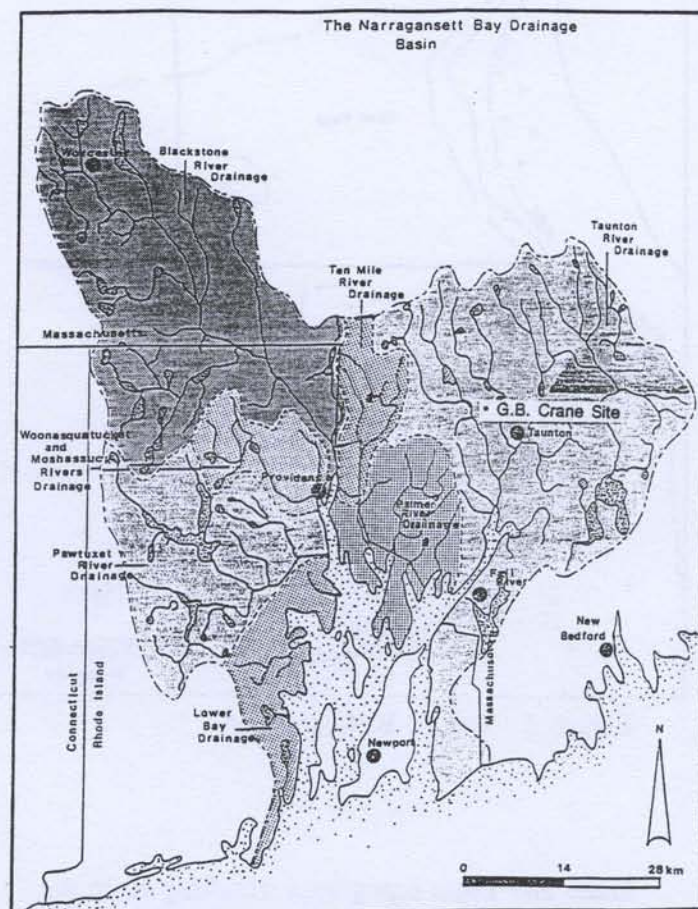 The Narragansett Bay Drainage
Basin
Worcester
Blackstone
River
Drainage
Taunton
River
Drainage
Ten Mile
River
Drainage
Massachusetts
G.B. Crane Site
Taunton
Woonasquatucket
and
Moshassuck
Rivers
Drainage
Providence
Palmer
River
Drainage
Pawtuxet
River
Drainage
Fall
River
New
Bedford
Massachusetts
Connecticut
Rhode Island
Lower
Bay
Drainage
Newport
N
0 14 28 km